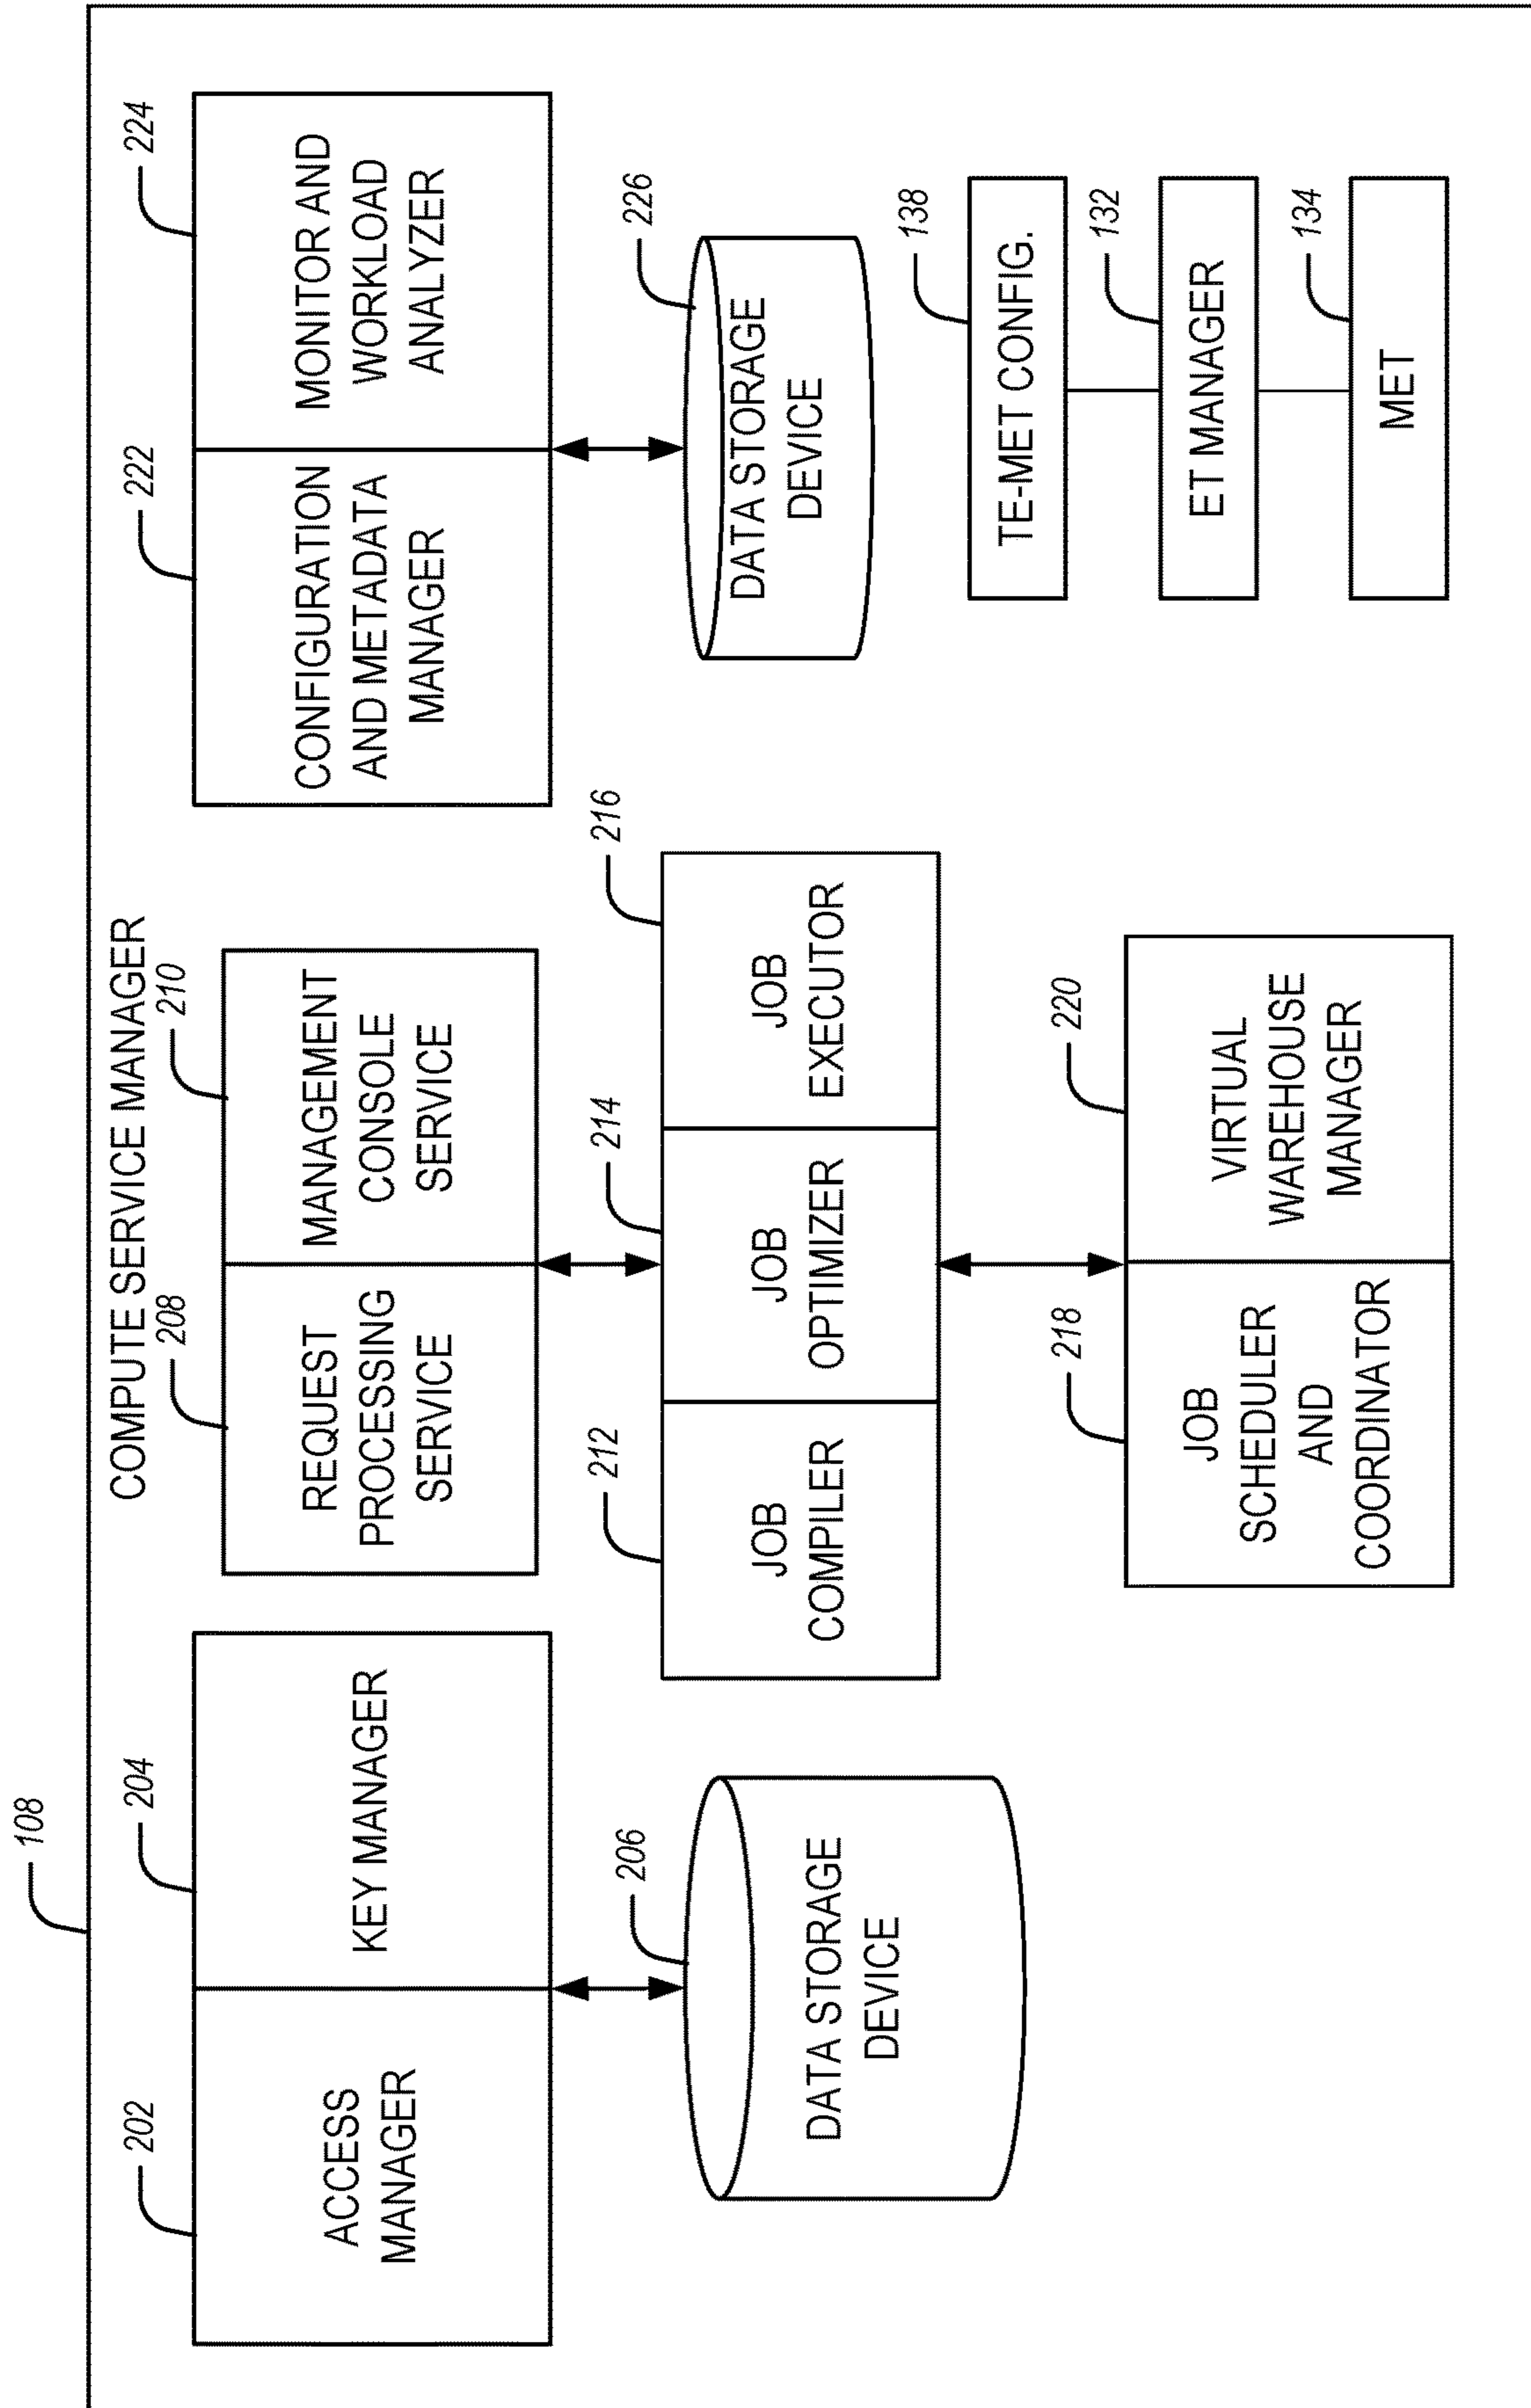 108
COMPUTE SERVICE MANAGER
202
204
ACCESS
MANAGER
KEY MANAGER
206
DATA STORAGE
DEVICE
208
210
REQUEST
PROCESSING
SERVICE
MANAGEMENT
CONSOLE
SERVICE
212
214
216
JOB
COMPILER
JOB
OPTIMIZER
JOB
EXECUTOR
218
220
JOB
SCHEDULER
AND
COORDINATOR
VIRTUAL
WAREHOUSE
MANAGER
222
224
CONFIGURATION
AND METADATA
MANAGER
MONITOR AND
WORKLOAD
ANALYZER
226
DATA STORAGE
DEVICE
138
TE-MET CONFIG.
132
ET MANAGER
134
MET